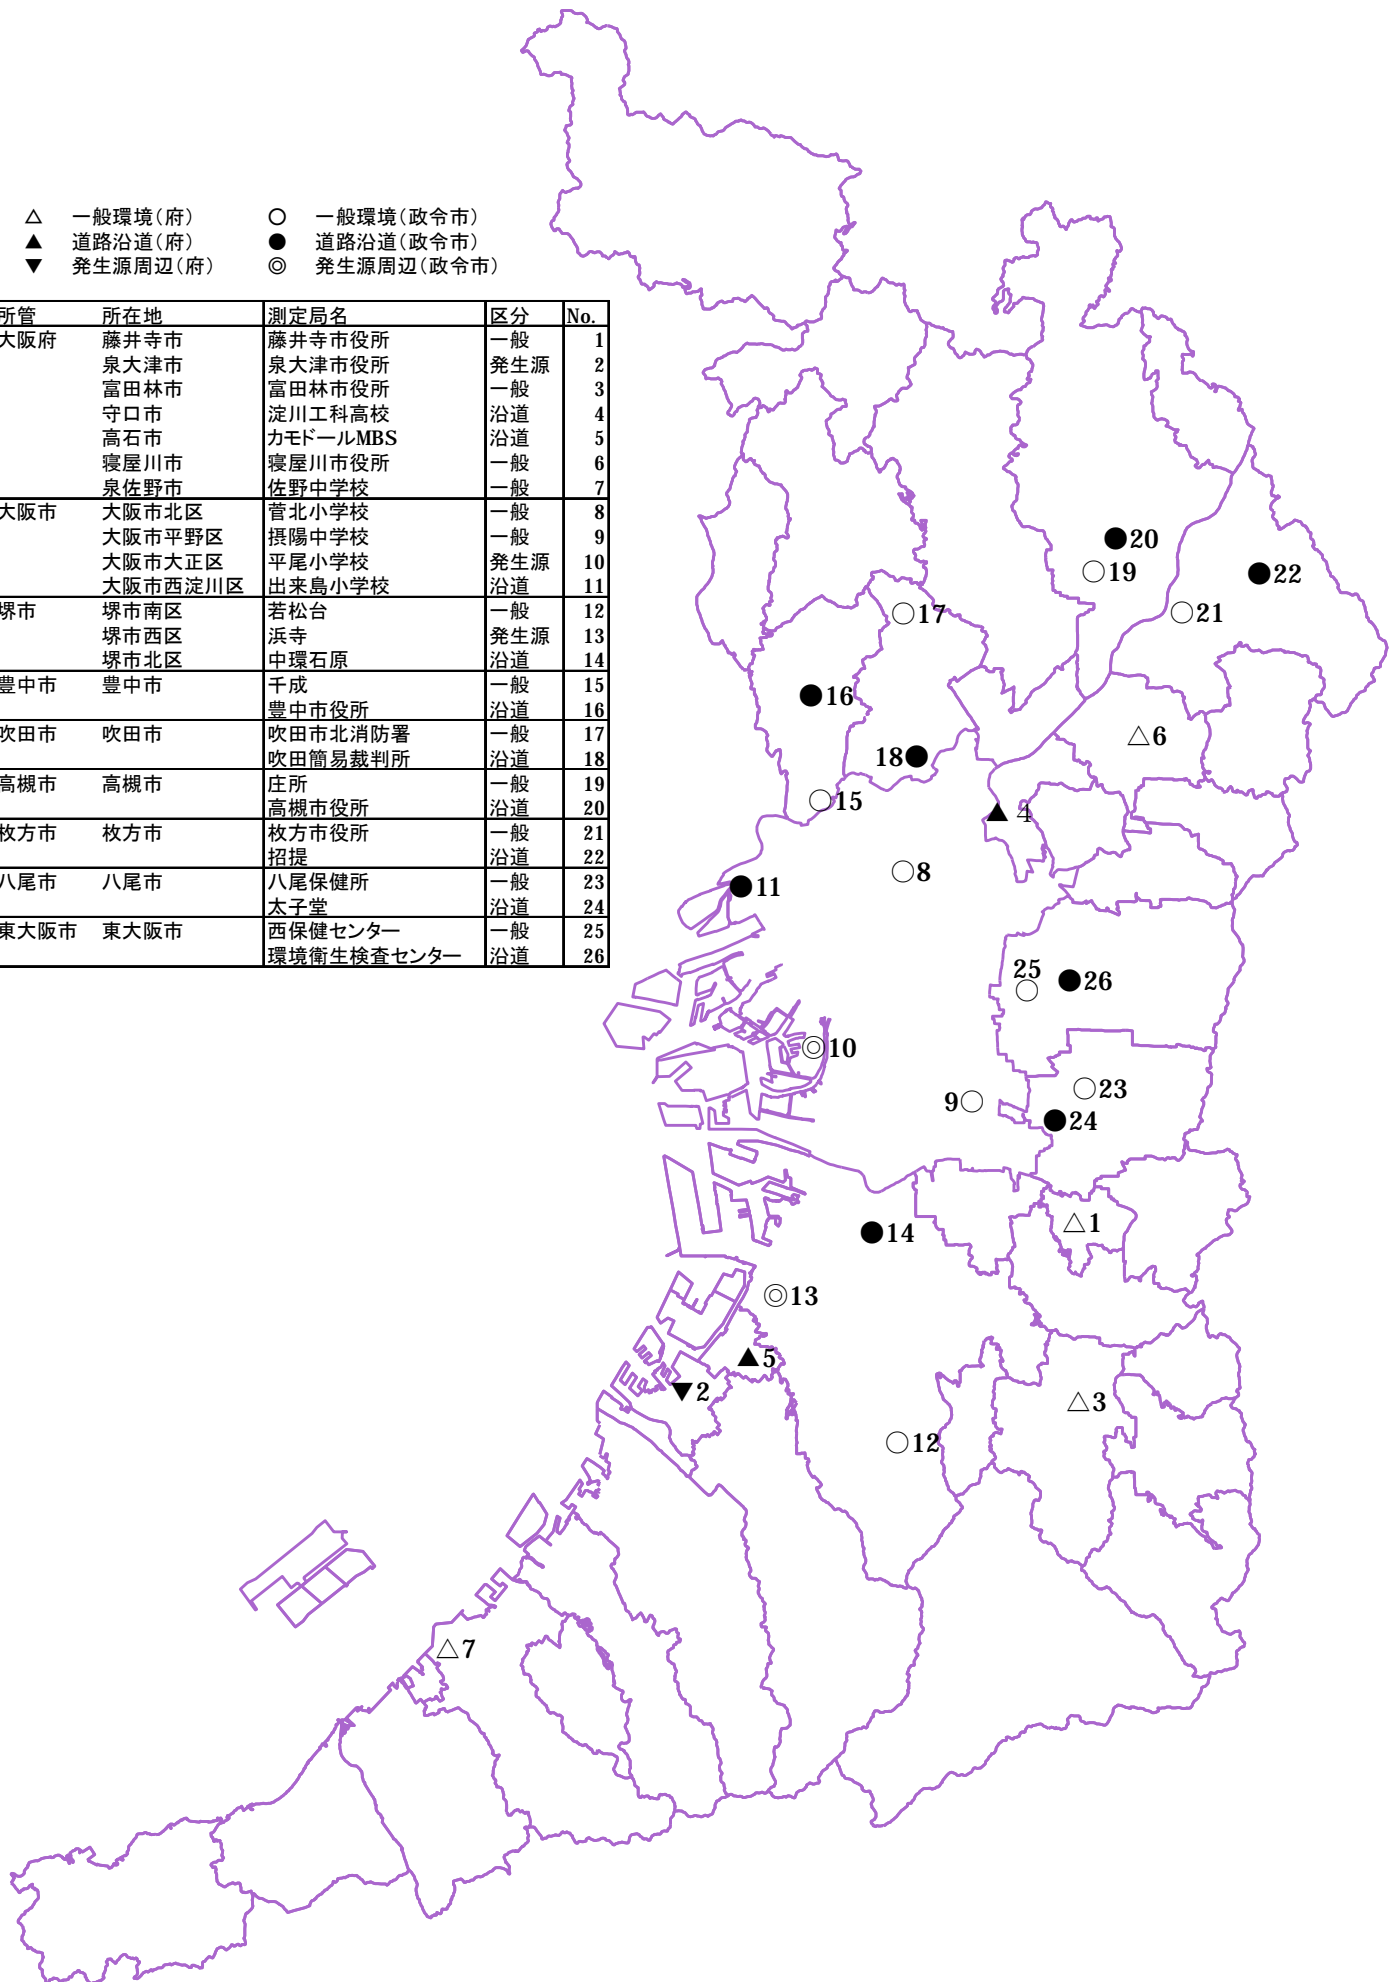 △ 一般環境（府） ○ 一般環境（政令市）
▲ 道路沿道（府） ● 道路沿道（政令市）
▼ 発生源周辺（府） ◎ 発生源周辺（政令市）
所管 所在地 測定局名 区分 No.
大阪府 藤井寺市 藤井寺市役所 一般 1
泉大津市 泉大津市役所 発生源 2
富田林市 富田林市役所 一般 3
守口市 淀川工科高校 沿道 4
高石市 カモドールMBS 沿道 5
寝屋川市 寝屋川市役所 一般 6
泉佐野市 佐野中学校 一般 7
大阪市 大阪市北区 菅北小学校 一般 8
大阪市平野区 摂陽中学校 一般 9
大阪市大正区 平尾小学校 発生源 10
大阪市西淀川区 出来島小学校 沿道 11
堺市 堺市南区 若松台 一般 12
堺市西区 浜寺 発生源 13
堺市北区 中環石原 沿道 14
豊中市 豊中市 千成 一般 15
豊中市役所 沿道 16
吹田市 吹田市 吹田市北消防署 一般 17
吹田簡易裁判所 沿道 18
高槻市 高槻市 庄所 一般 19
高槻市役所 沿道 20
枚方市 枚方市 枚方市役所 一般 21
招提 沿道 22
八尾市 八尾市 八尾保健所 一般 23
太子堂 沿道 24
東大阪市 東大阪市 西保健センター 一般 25
環境衛生検査センター 沿道 26
●20
○19
●22
○21
○17
●16
△6
18●
○15
▲4
○8
●11
25○
●26
◎10
○23
9○
●24
△1
●14
◎13
▲5
▼2
△3
○12
△7